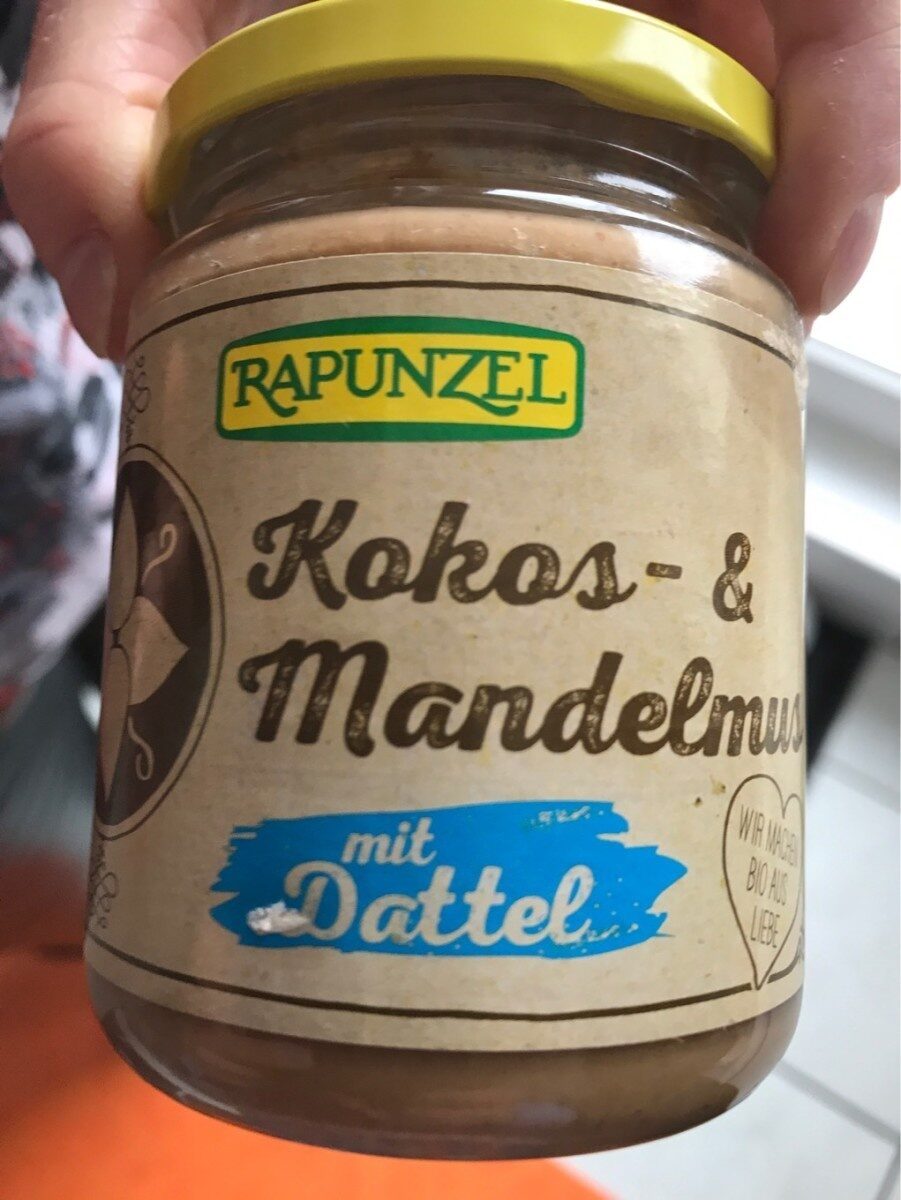 RAPUNZEL
Kokos- &
Mandelmus
mit
Dattel
WIR MACHEN
BIO AUS
LIEBE